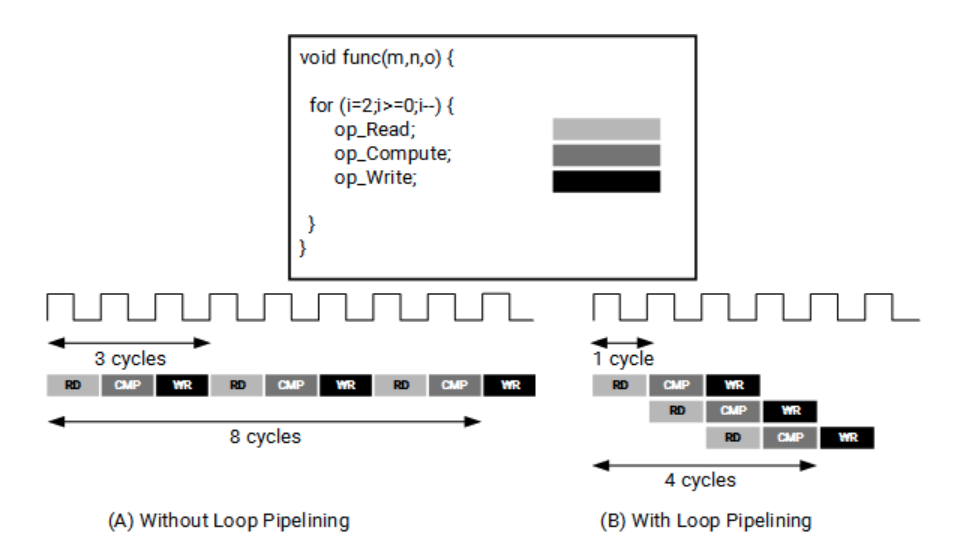 void func(m,n,o) {
for (i=2;i>=0;i--) {
op_Read;
op_Compute;
op_Write;
}
}
3 cycles
RD CMP WR RD CMP WR RD CMP WR
8 cycles
(A) Without Loop Pipelining
1 cycle
RD CMP WR
RD CMP WR
RD CMP WR
4 cycles
(B) With Loop Pipelining